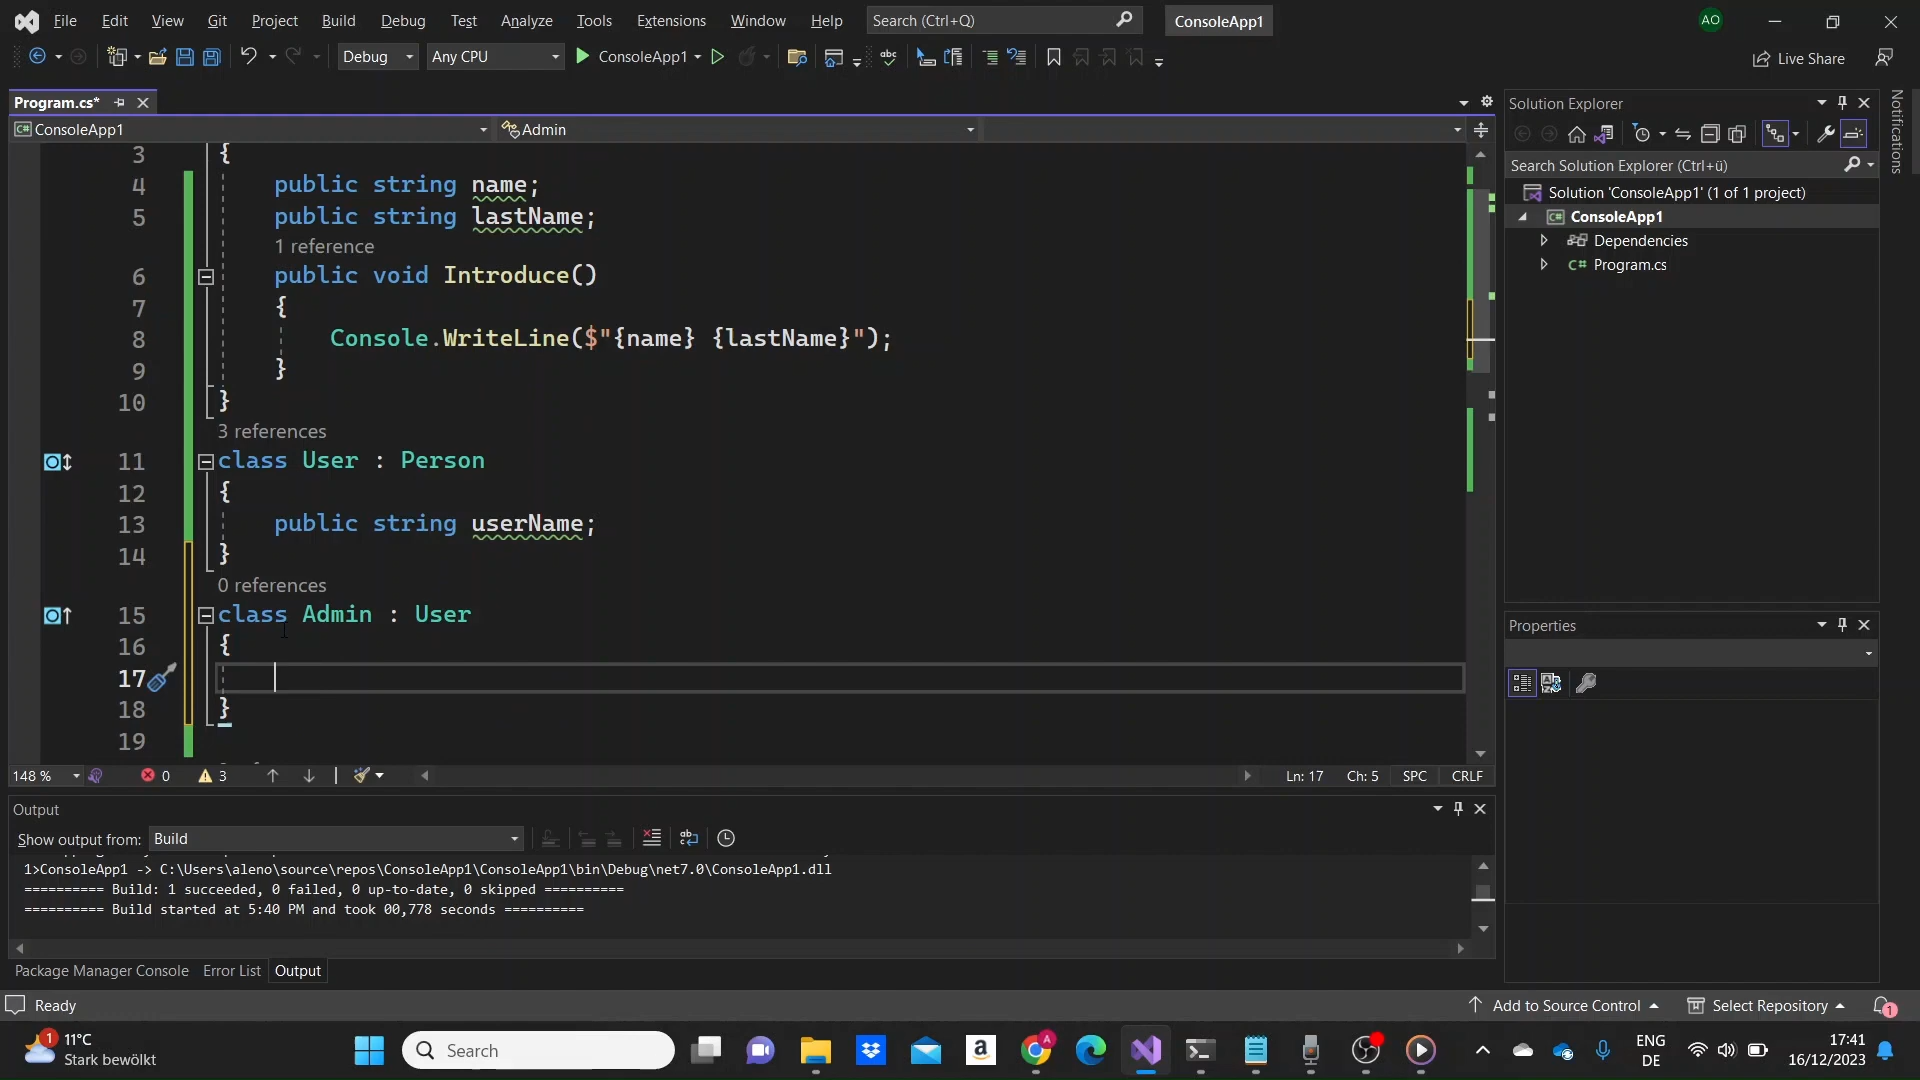 File Edit View Git Project Build Debug Test Analyze Tools Extensions Window Help Search (Ctrl+Q) ConsoleApp1 AO
Debug Any CPU ConsoleApp1 Live Share
Program.cs*
ConsoleApp1 Admin
3 {
4 public string name;
5 public string lastName;
1 reference
6 public void Introduce()
7 {
8 Console.WriteLine($"{name} {lastName}");
9 }
10 }
3 references
11 class User : Person
12 {
13 public string userName;
14 }
0 references
15 class Admin : User
16 {
17
18 }
19
148 % 0 3 Ln: 17 Ch: 5 SPC CRLF
Output
Show output from: Build
1>ConsoleApp1 -> C:\Users\aleno\source\repos\ConsoleApp1\ConsoleApp1\bin\Debug\net7.0\ConsoleApp1.dll
========== Build: 1 succeeded, 0 failed, 0 up-to-date, 0 skipped ==========
========== Build started at 5:40 PM and took 00,778 seconds ==========
Package Manager Console Error List Output
Solution Explorer
Search Solution Explorer (Ctrl+ü)
Solution 'ConsoleApp1' (1 of 1 project)
ConsoleApp1
Dependencies
C# Program.cs
Properties
Notifications
Ready Add to Source Control Select Repository 1
1 11°C
Stark bewölkt
Search
ENG
DE
17:41
16/12/2023